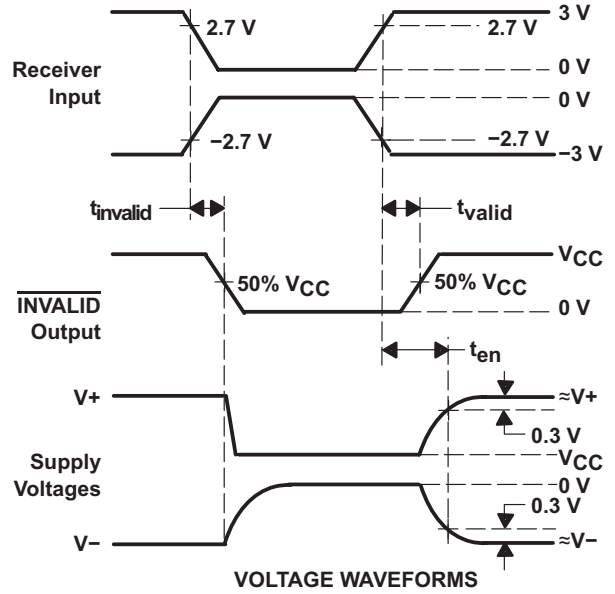 3 V
2.7 V
2.7 V
Receiver
Input
0 V
0 V
−2.7 V
−2.7 V
−3 V
tinvalid
tvalid
VCC
50% VCC
50% VCC
INVALID
Output
0 V
ten
V+
≈V+
0.3 V
Supply
Voltages
VCC
0 V
0.3 V
V−
≈V−
VOLTAGE WAVEFORMS